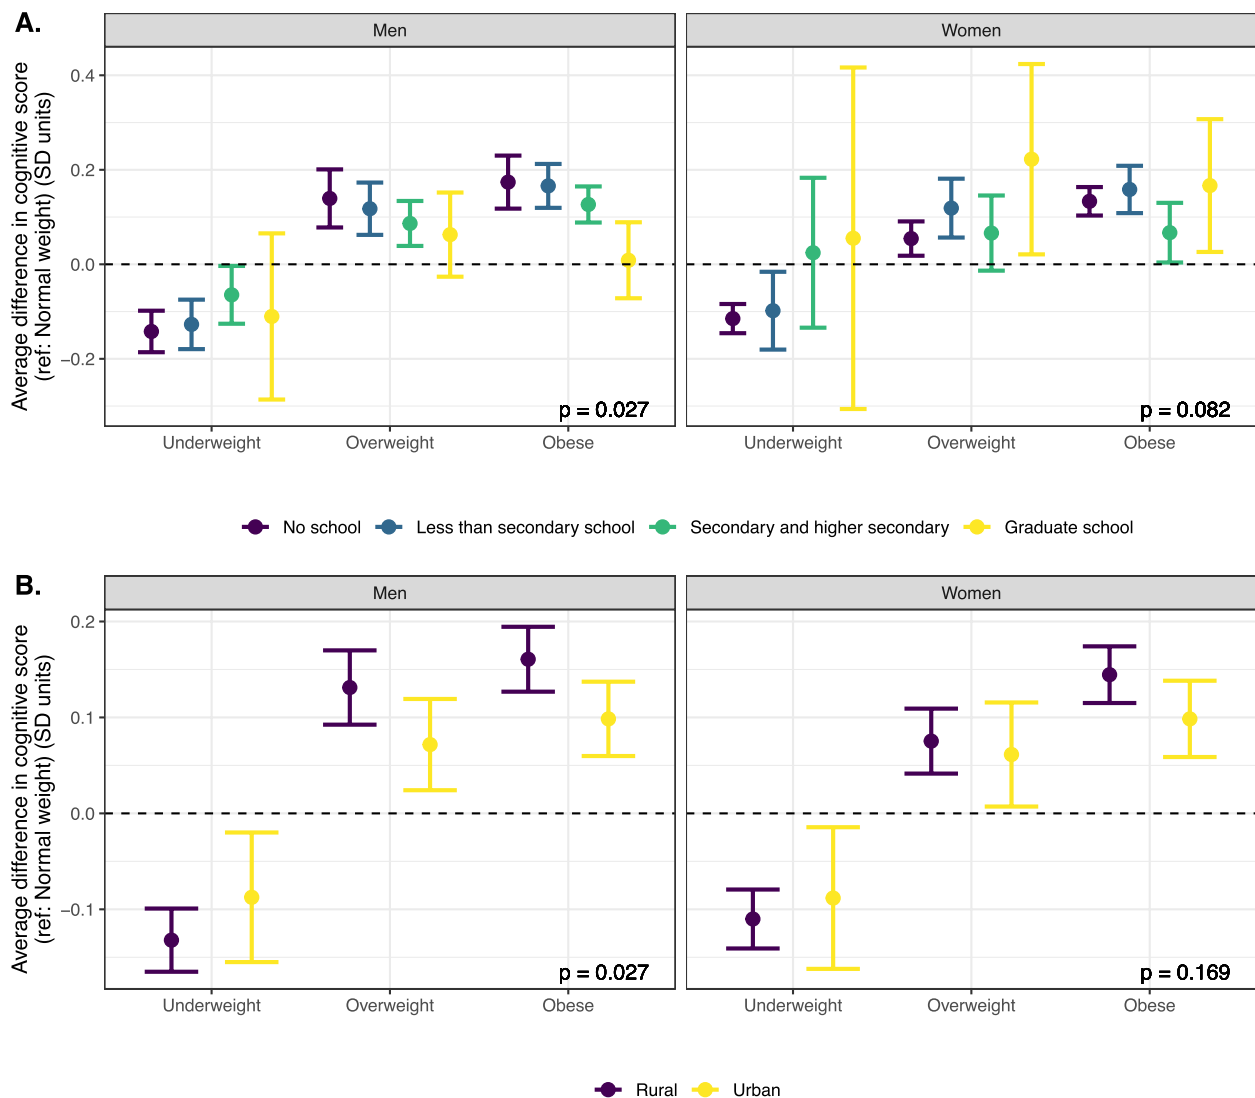 A.
Men
Women
Average difference in cognitive score
(ref: Normal weight) (SD units)
0.4
0.2
0.0
−0.2
p = 0.027
p = 0.082
Underweight
Overweight
Obese
Underweight
Overweight
Obese
No school
Less than secondary school
Secondary and higher secondary
Graduate school
B.
Men
Women
Average difference in cognitive score
(ref: Normal weight) (SD units)
0.2
0.1
0.0
−0.1
p = 0.027
p = 0.169
Underweight
Overweight
Obese
Underweight
Overweight
Obese
Rural
Urban